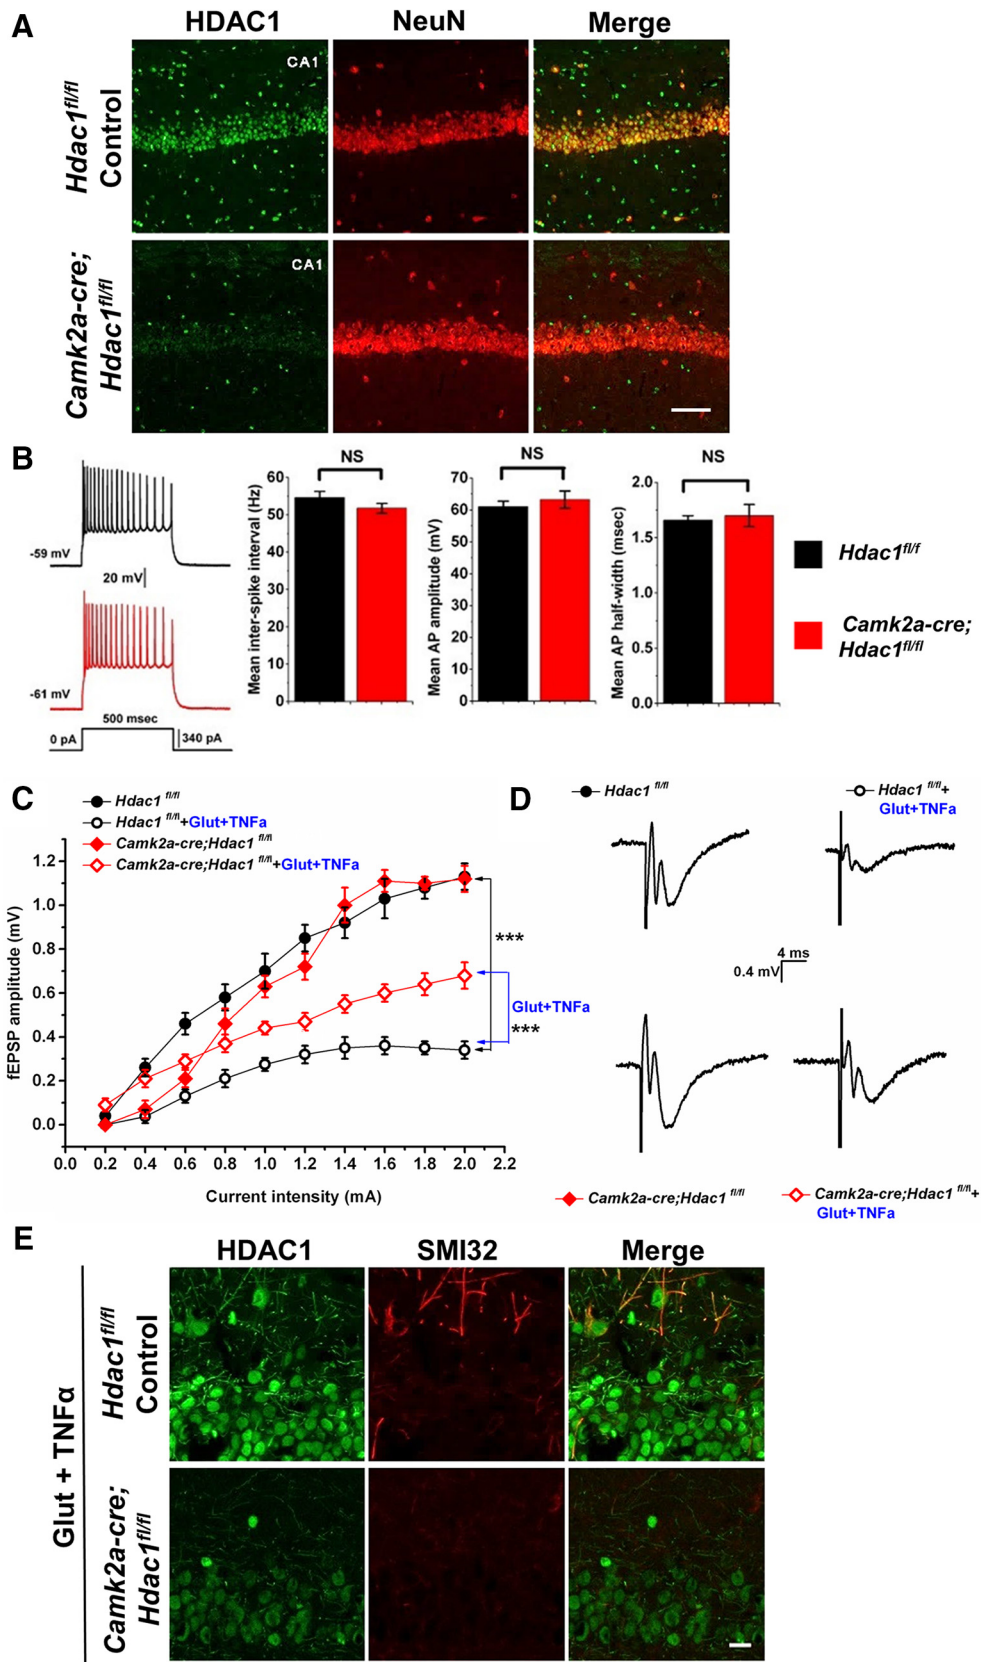 A
HDAC1 NeuN Merge
Hdac1fl/fl
Control
CA1
Camk2a-cre;
Hdac1fl/fl
CA1
B
-59 mV
20 mV
-61 mV
500 msec
0 pA
340 pA
NS
Mean inter-spike interval (Hz)
60
50
40
30
20
10
0
NS
Mean AP amplitude (mV)
70
60
50
40
30
20
10
0
NS
Mean AP half-width (msec)
2.0
1.5
1.0
0.5
0.0
Hdac1fl/f
Camk2a-cre;
Hdac1fl/fl
C
Hdac1 fl/fl
Hdac1 fl/fl+Glut+TNFa
Camk2a-cre;Hdac1 fl/fl
Camk2a-cre;Hdac1 fl/fl+Glut+TNFa
fEPSP amplitude (mV)
1.2
1.0
0.8
0.6
0.4
0.2
0.0
***
Glut+TNFa
***
0.0 0.2 0.4 0.6 0.8 1.0 1.2 1.4 1.6 1.8 2.0 2.2
Current intensity (mA)
D
Hdac1 fl/fl
Hdac1 fl/fl+
Glut+TNFa
4 ms
0.4 mV
Camk2a-cre;Hdac1 fl/fl
Camk2a-cre;Hdac1 fl/fl+
Glut+TNFa
E
HDAC1 SMI32 Merge
Glut + TNFα
Hdac1fl/fl
Control
Camk2a-cre;
Hdac1fl/fl